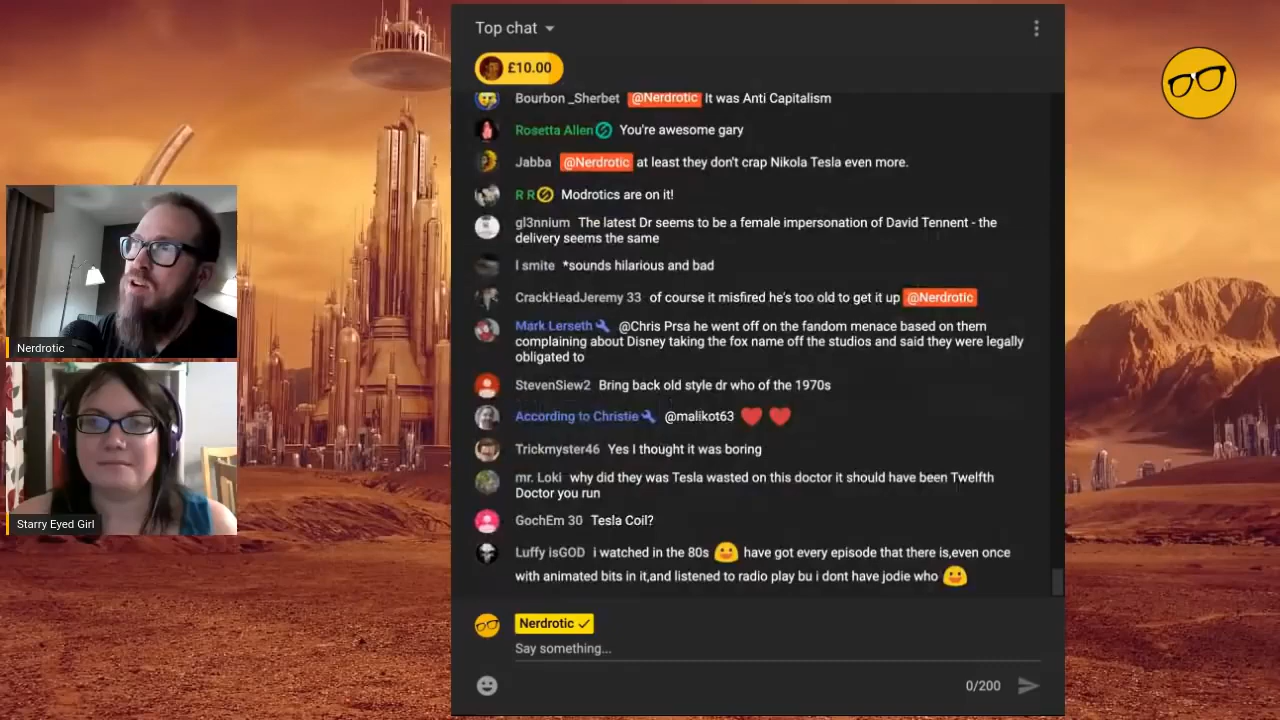 Top chat
£10.00
Bourbon _Sherbet @Nerdrotic It was Anti Capitalism
Rosetta Allen You're awesome gary
Jabba @Nerdrotic at least they don't crap Nikola Tesla even more.
R R Modrotics are on it!
gl3nnium The latest Dr seems to be a female impersonation of David Tennent - the
delivery seems the same
l smite *sounds hilarious and bad
CrackHeadJeremy 33 of course it misfired he's too old to get it up @Nerdrotic
Mark Lerseth @Chris Prsa he went off on the fandom menace based on them
complaining about Disney taking the fox name off the studios and said they were legally
obligated to
StevenSiew2 Bring back old style dr who of the 1970s
According to Christie @malikot63
Trickmyster46 Yes I thought it was boring
mr. Loki why did they was Tesla wasted on this doctor it should have been Twelfth
Doctor you run
GochEm 30 Tesla Coil?
Luffy isGOD i watched in the 80s have got every episode that there is,even once
with animated bits in it,and listened to radio play bu i dont have jodie who
Nerdrotic
Say something...
0/200
Nerdrotic
Starry Eyed Girl